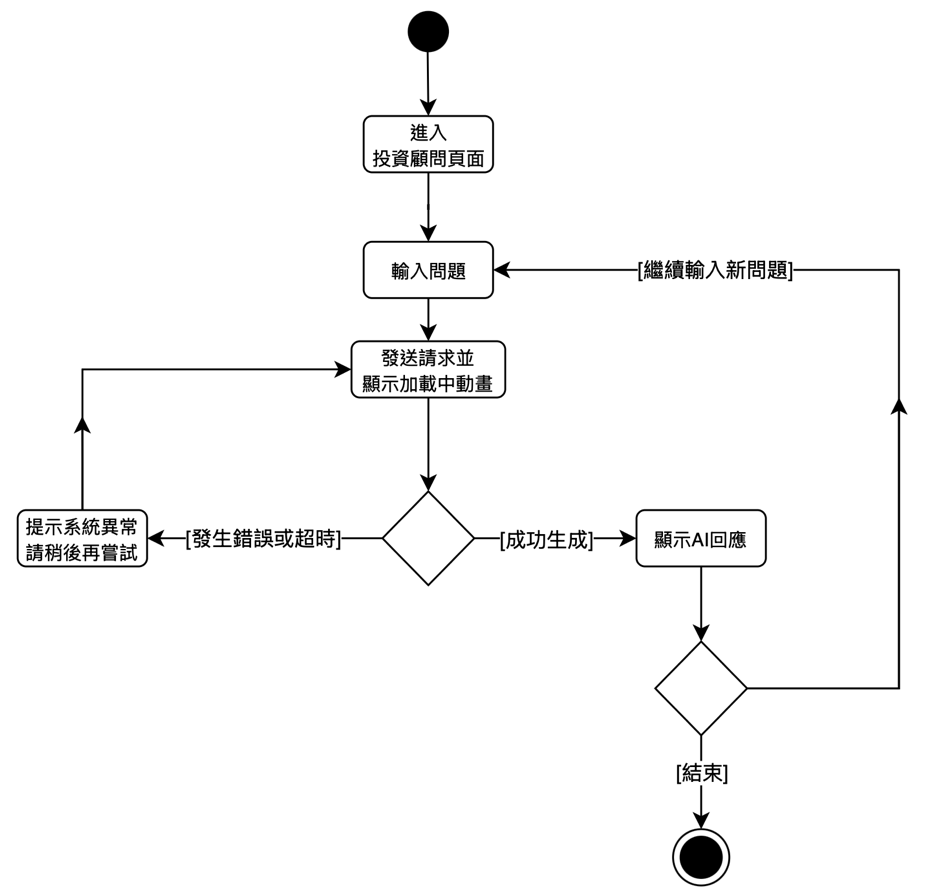 進入
投資顧問頁面
輸入問題
[繼續輸入新問題]
發送請求並
顯示加載中動畫
提示系統異常
請稍後再嘗試
[發生錯誤或超時]
[成功生成]
顯示AI回應
[結束]